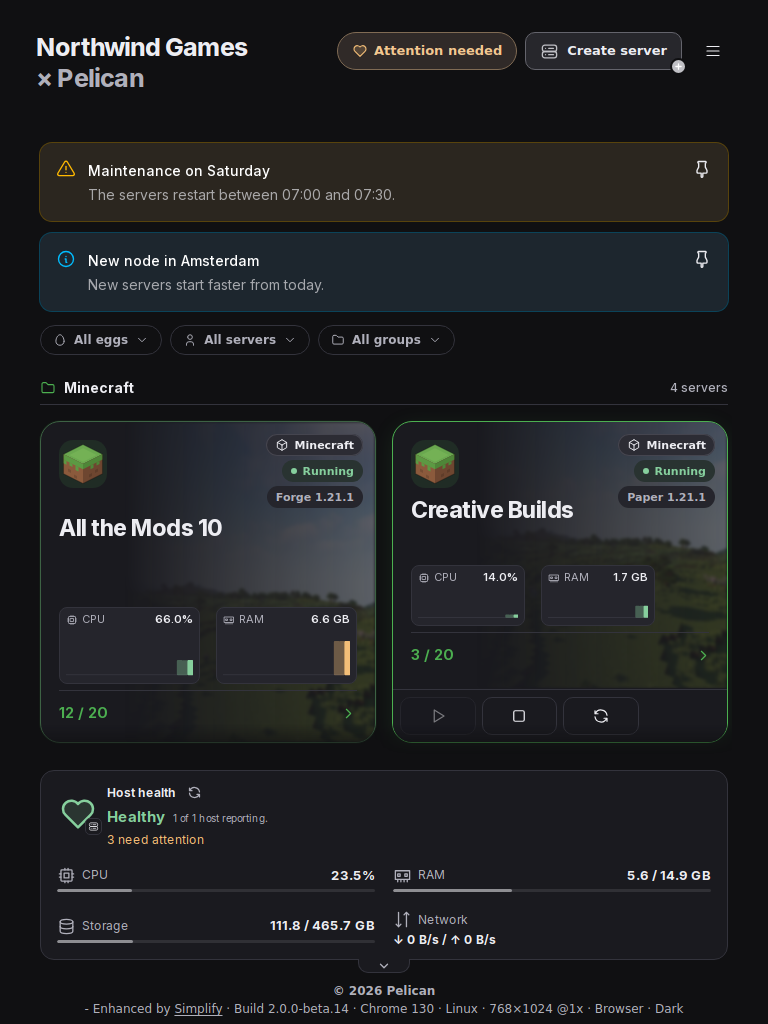 Northwind Games
× Pelican
Attention needed
Create server
Maintenance on Saturday
The servers restart between 07:00 and 07:30.
New node in Amsterdam
New servers start faster from today.
All eggs
All servers
All groups
Minecraft
4 servers
Minecraft
Running
Forge 1.21.1
All the Mods 10
CPU 66.0%
RAM 6.6 GB
12 / 20
Minecraft
Running
Paper 1.21.1
Creative Builds
CPU 14.0%
RAM 1.7 GB
3 / 20
Host health
Healthy 1 of 1 host reporting.
3 need attention
CPU 23.5%
RAM 5.6 / 14.9 GB
Storage 111.8 / 465.7 GB
Network
↓ 0 B/s / ↑ 0 B/s
© 2026 Pelican
- Enhanced by Simplify · Build 2.0.0-beta.14 · Chrome 130 · Linux · 768×1024 @1x · Browser · Dark